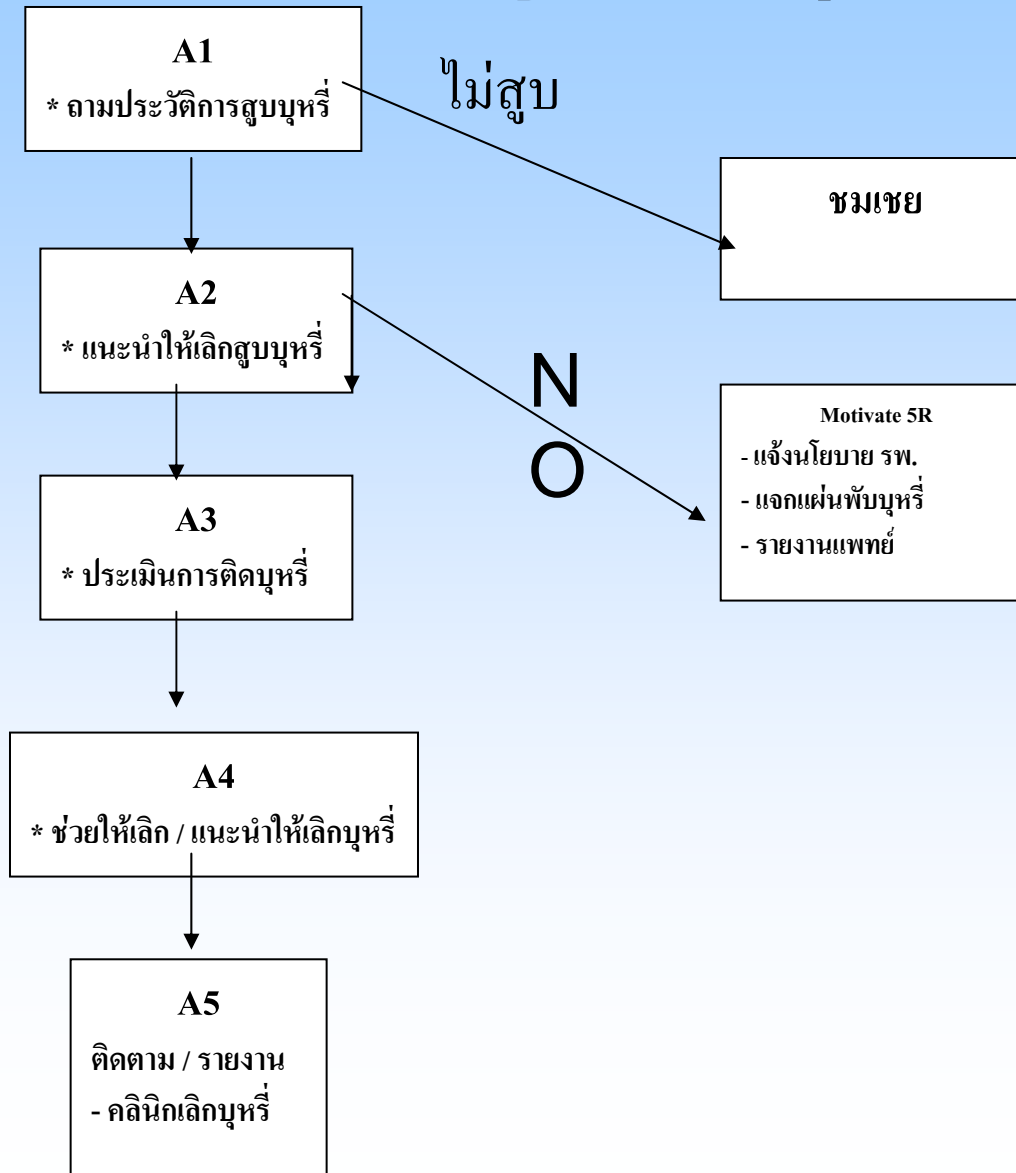 A1
* ถามประวัติการสูบบุหรี่
ไม่สูบ
ชมเชย
A2
* แนะนำให้เลิกสูบบุหรี่
N
O
Motivate 5R
- แจ้งนโยบาย รพ.
- แจกแผ่นพับบุหรี่
- รายงานแพทย์
A3
* ประเมินการติดบุหรี่
A4
* ช่วยให้เลิก / แนะนำให้เลิกบุหรี่
A5
ติดตาม / รายงาน
- คลินิกเลิกบุหรี่